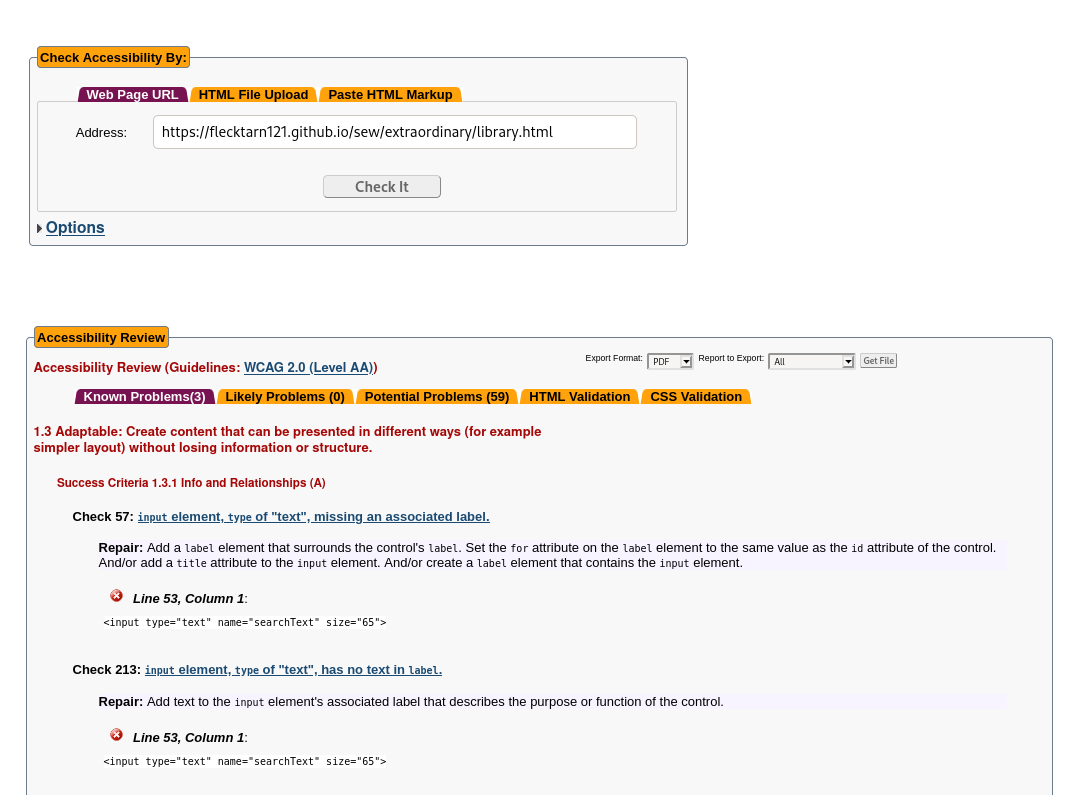 Check Accessibility By:
Web Page URL HTML File Upload Paste HTML Markup
Address: https://flecktarn121.github.io/sew/extraordinary/library.html
Check It
Options
Accessibility Review
Accessibility Review (Guidelines: WCAG 2.0 (Level AA))
Export Format: PDF Report to Export: All Get File
Known Problems(3) Likely Problems (0) Potential Problems (59) HTML Validation CSS Validation
1.3 Adaptable: Create content that can be presented in different ways (for example
simpler layout) without losing information or structure.
Success Criteria 1.3.1 Info and Relationships (A)
Check 57: input element, type of "text", missing an associated label.
Repair: Add a label element that surrounds the control's label. Set the for attribute on the label element to the same value as the id attribute of the control.
And/or add a title attribute to the input element. And/or create a label element that contains the input element.
Line 53, Column 1:
<input type="text" name="searchText" size="65">
Check 213: input element, type of "text", has no text in label.
Repair: Add text to the input element's associated label that describes the purpose or function of the control.
Line 53, Column 1:
<input type="text" name="searchText" size="65">